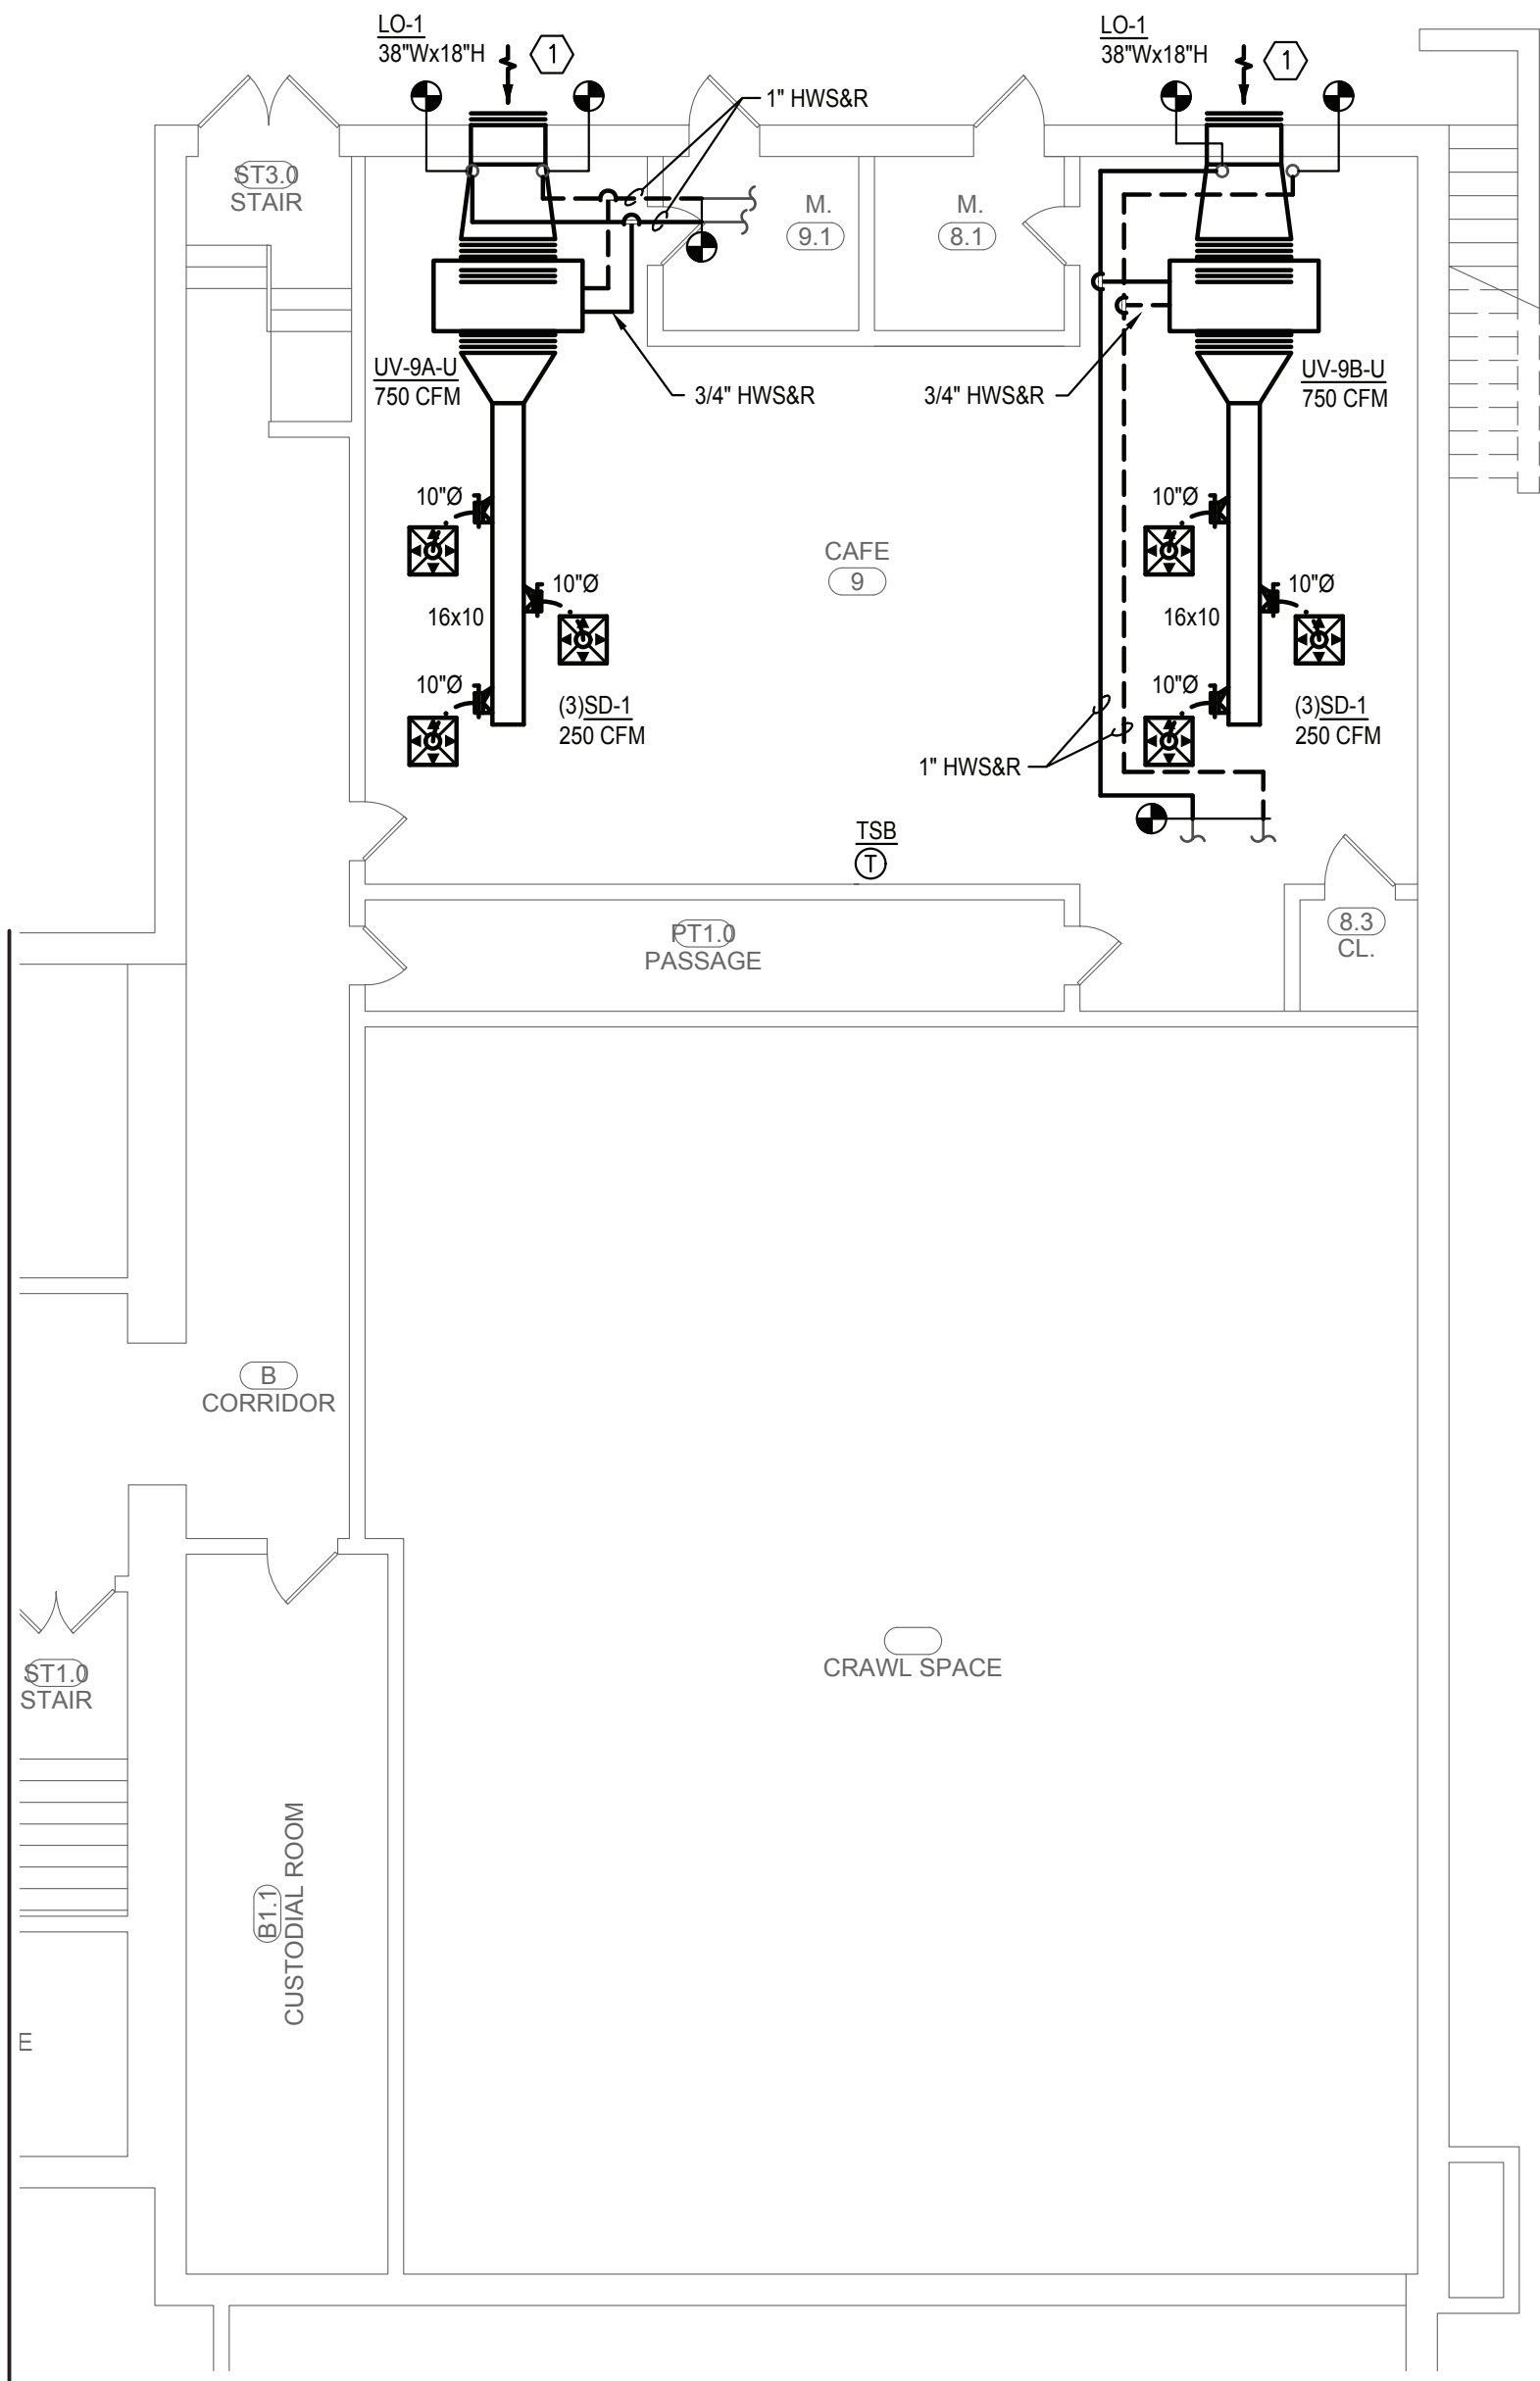 LO-1
38"Wx18"H
1
LO-1
38"Wx18"H
1
1" HWS&R
ST3.0
STAIR
M.
9.1
M.
8.1
UV-9A-U
750 CFM
3/4" HWS&R
3/4" HWS&R
UV-9B-U
750 CFM
10"Ø
10"Ø
16x10
10"Ø
(3)SD-1
250 CFM
CAFE
9
10"Ø
10"Ø
16x10
10"Ø
(3)SD-1
250 CFM
1" HWS&R
TSB
T
PT1.0
PASSAGE
8.3
CL.
B
CORRIDOR
CRAWL SPACE
ST1.0
STAIR
B1.1
CUSTODIAL ROOM
E